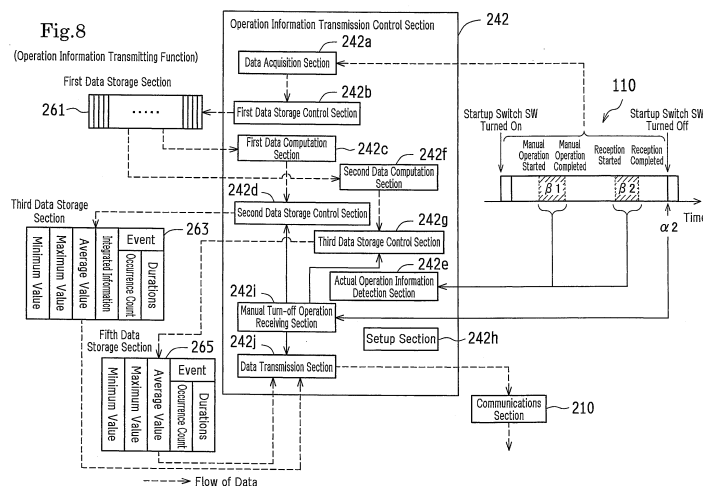 Fig.8
(Operation Information Transmitting Function)
First Data Storage Section
261
.....
Operation Information Transmission Control Section
242
242a
Data Acquisition Section
242b
First Data Storage Control Section
242c
First Data Computation
Section
242f
Second Data Computation
Section
242d
Second Data Storage Control Section
242g
Third Data Storage Control Section
242e
Actual Operation Information
Detection Section
242i
Manual Turn-off Operation
Receiving Section
Setup Section
242h
242j
Data Transmission Section
Communications
Section
210
110
Startup Switch SW
Turned On
Startup Switch SW
Turned Off
Manual
Operation
Started
Manual
Operation
Completed
Reception
Started
Reception
Completed
β1
β2
Time
α2
Third Data Storage
Section
263
Minimum Value
Maximum Value
Average Value
Integrated Information
Event
Occurrence Count
Durations
Fifth Data
Storage Section
265
Minimum Value
Maximum Value
Average Value
Event
Occurrence Count
Durations
Flow of Data